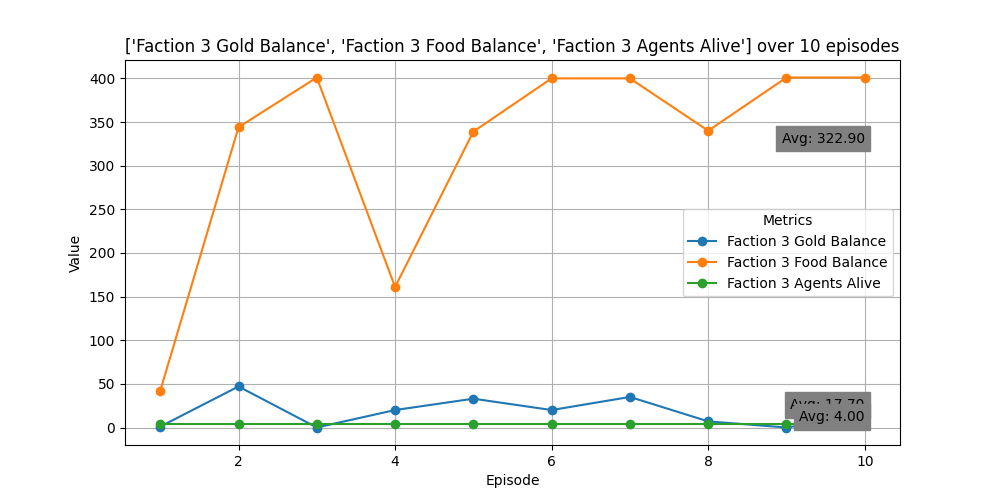 ['Faction 3 Gold Balance', 'Faction 3 Food Balance', 'Faction 3 Agents Alive'] over 10 episodes
400
350
300
250
200
150
100
50
0
Value
Avg: 322.90
Metrics
Faction 3 Gold Balance
Faction 3 Food Balance
Faction 3 Agents Alive
Avg: 17.70
Avg: 4.00
2
4
6
8
10
Episode